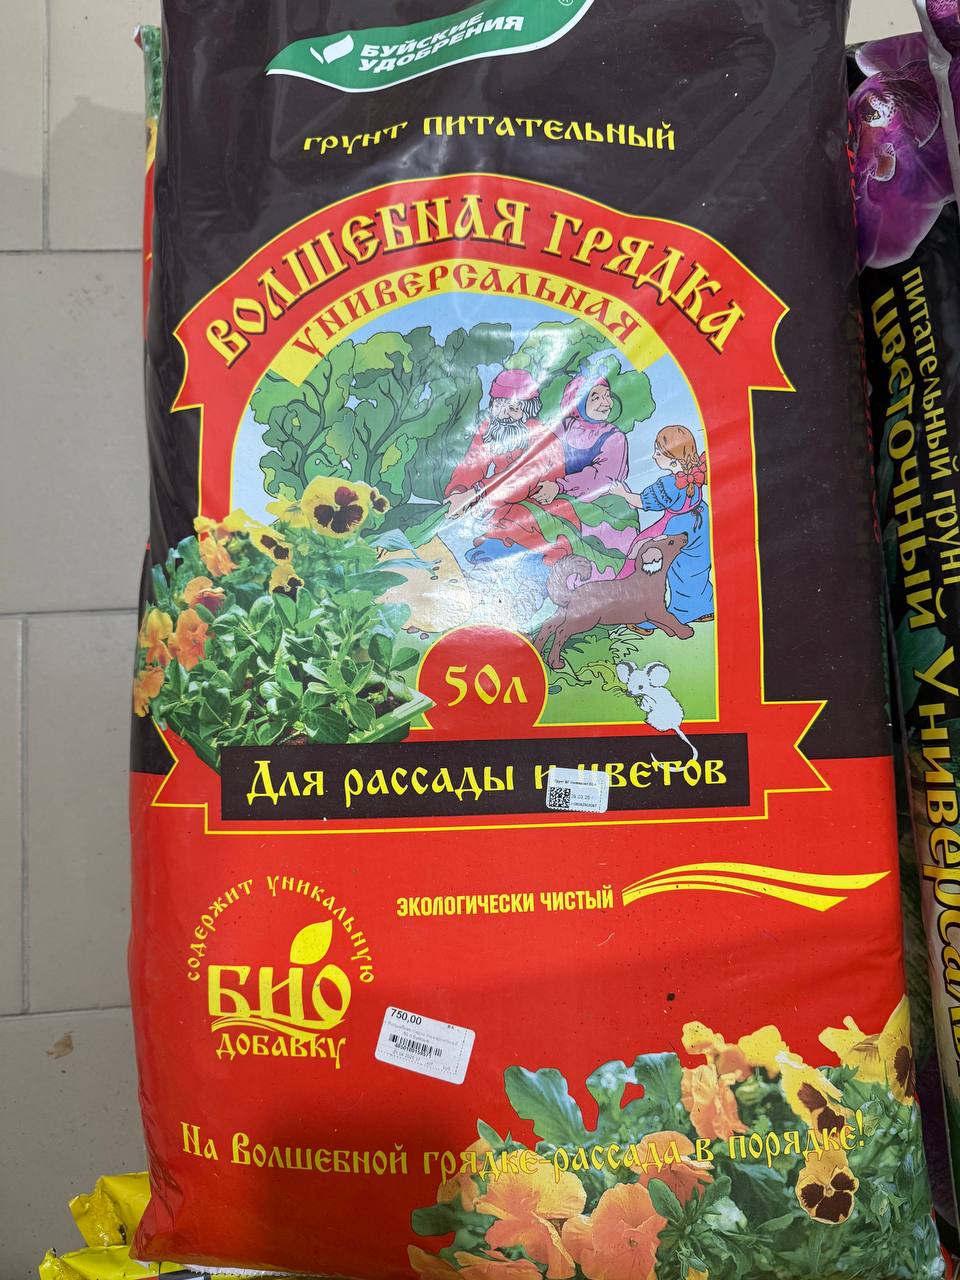 БУЙСКИЕ
УДОБРЕНИЯ
®
ГРУНТ ПИТАТЕЛЬНЫЙ
ВОЛШЕБНАЯ ГРЯДКА
УНИВЕРСАЛЬНАЯ
50л
Для рассады и цветов
СОДЕРЖИТ УНИКАЛЬНУЮ
БИО
ДОБАВКУ
ЭКОЛОГИЧЕСКИ ЧИСТЫЙ
750,00
На Волшебной грядке-рассада в порядке!
ПИТАТЕЛЬНЫЙ ГРУНТ
ЦВЕТОЧНЫЙ
Универсальный